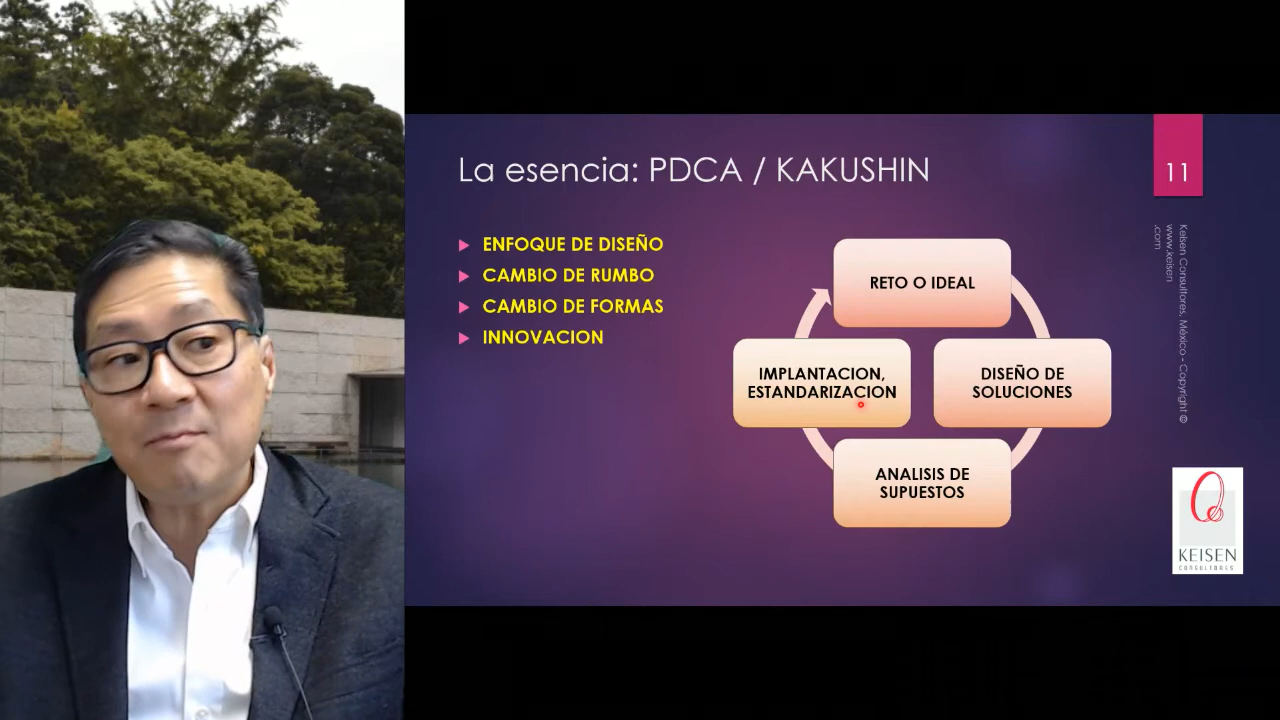 La esencia: PDCA / KAKUSHIN
11
ENFOQUE DE DISEÑO
CAMBIO DE RUMBO
CAMBIO DE FORMAS
INNOVACION
RETO O IDEAL
IMPLANTACION,
ESTANDARIZACION
DISEÑO DE
SOLUCIONES
ANALISIS DE
SUPUESTOS
Keisen Consultores, México - Copyright ©
www.keisen
.com
KEISEN
CONSULTORES